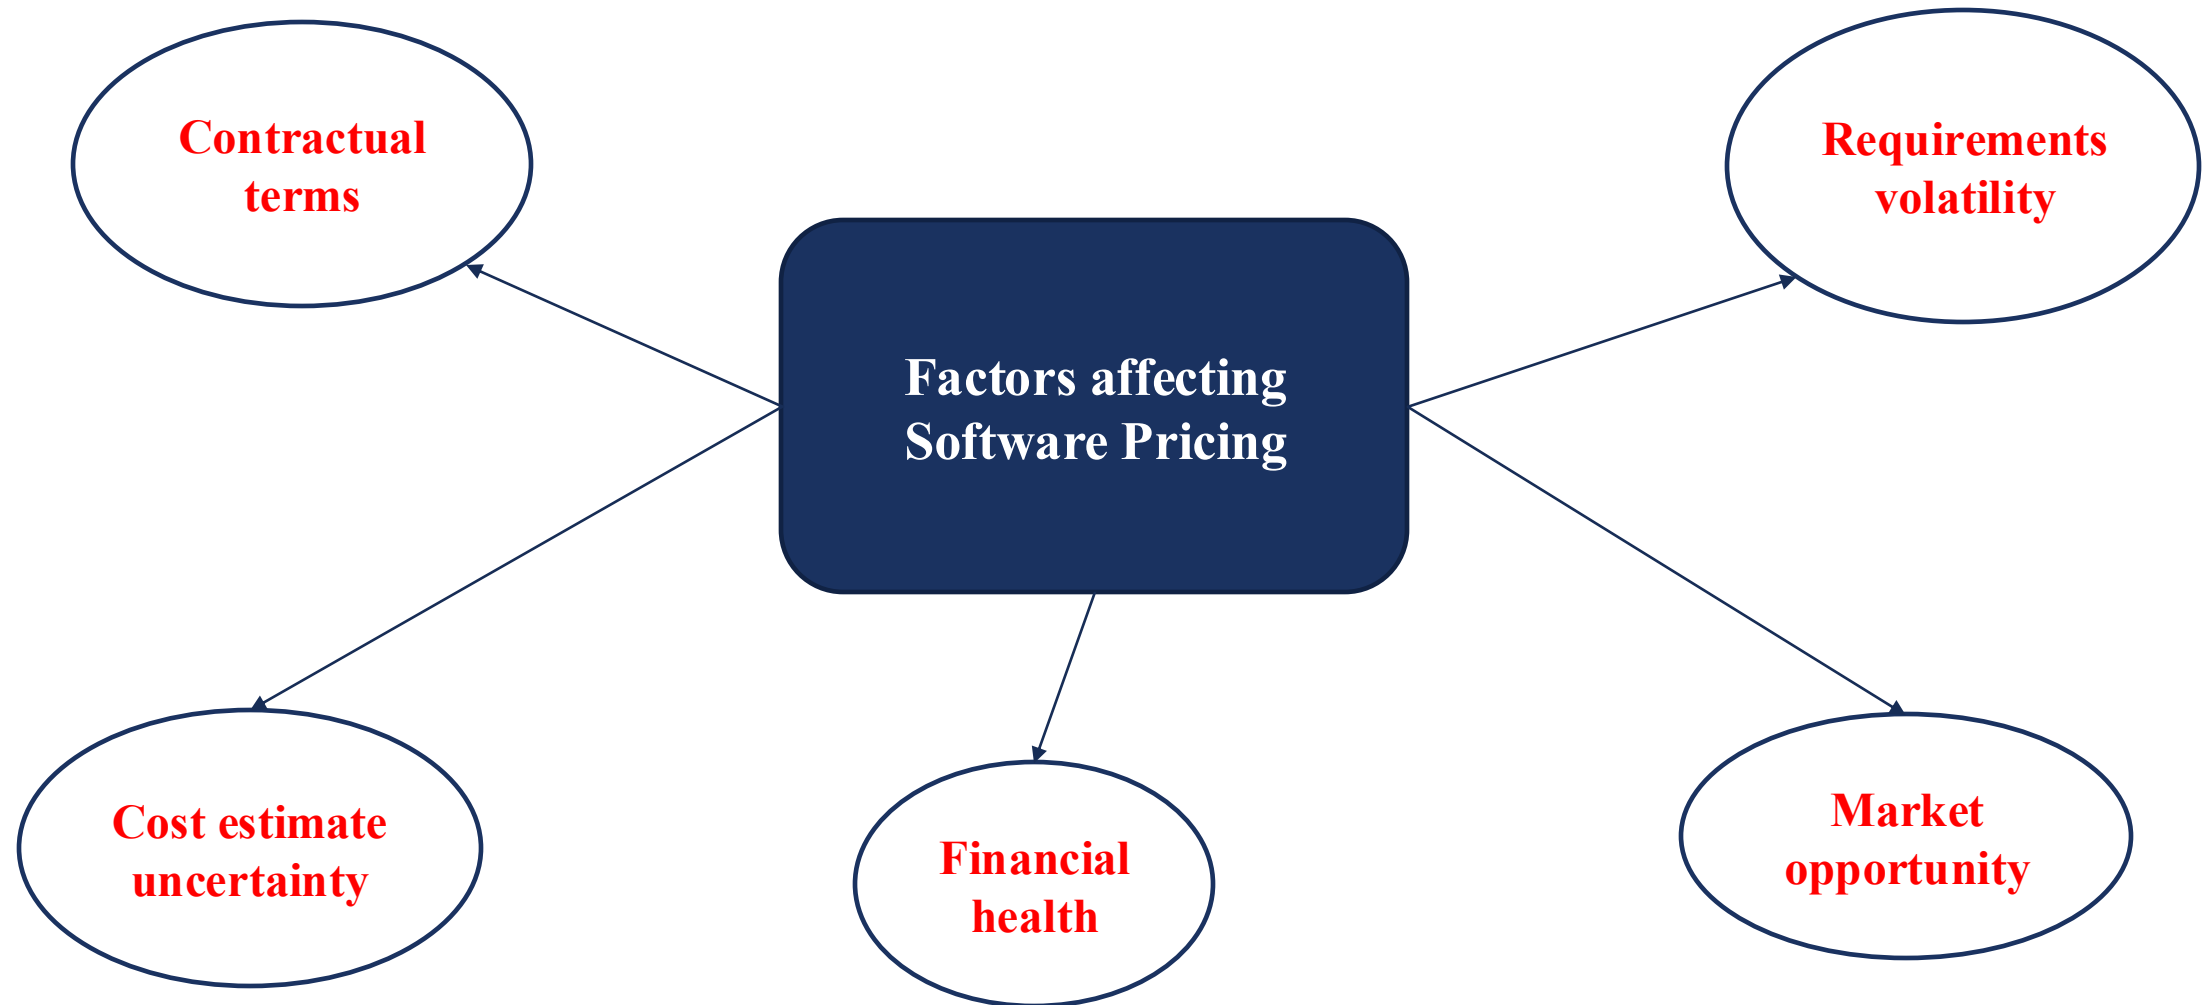 Contractual
terms
Requirements
volatility
Factors affecting
Software Pricing
Cost estimate
uncertainty
Financial
health
Market
opportunity